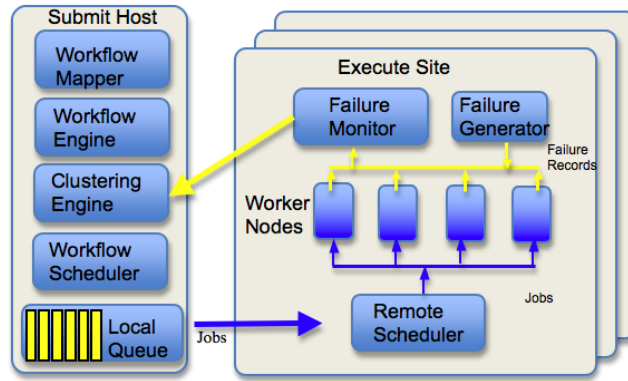 Submit Host
Workflow
Mapper
Workflow
Engine
Clustering
Engine
Workflow
Scheduler
Local
Queue
Jobs
Execute Site
Failure
Monitor
Failure
Generator
Failure
Records
Worker
Nodes
Jobs
Remote
Scheduler